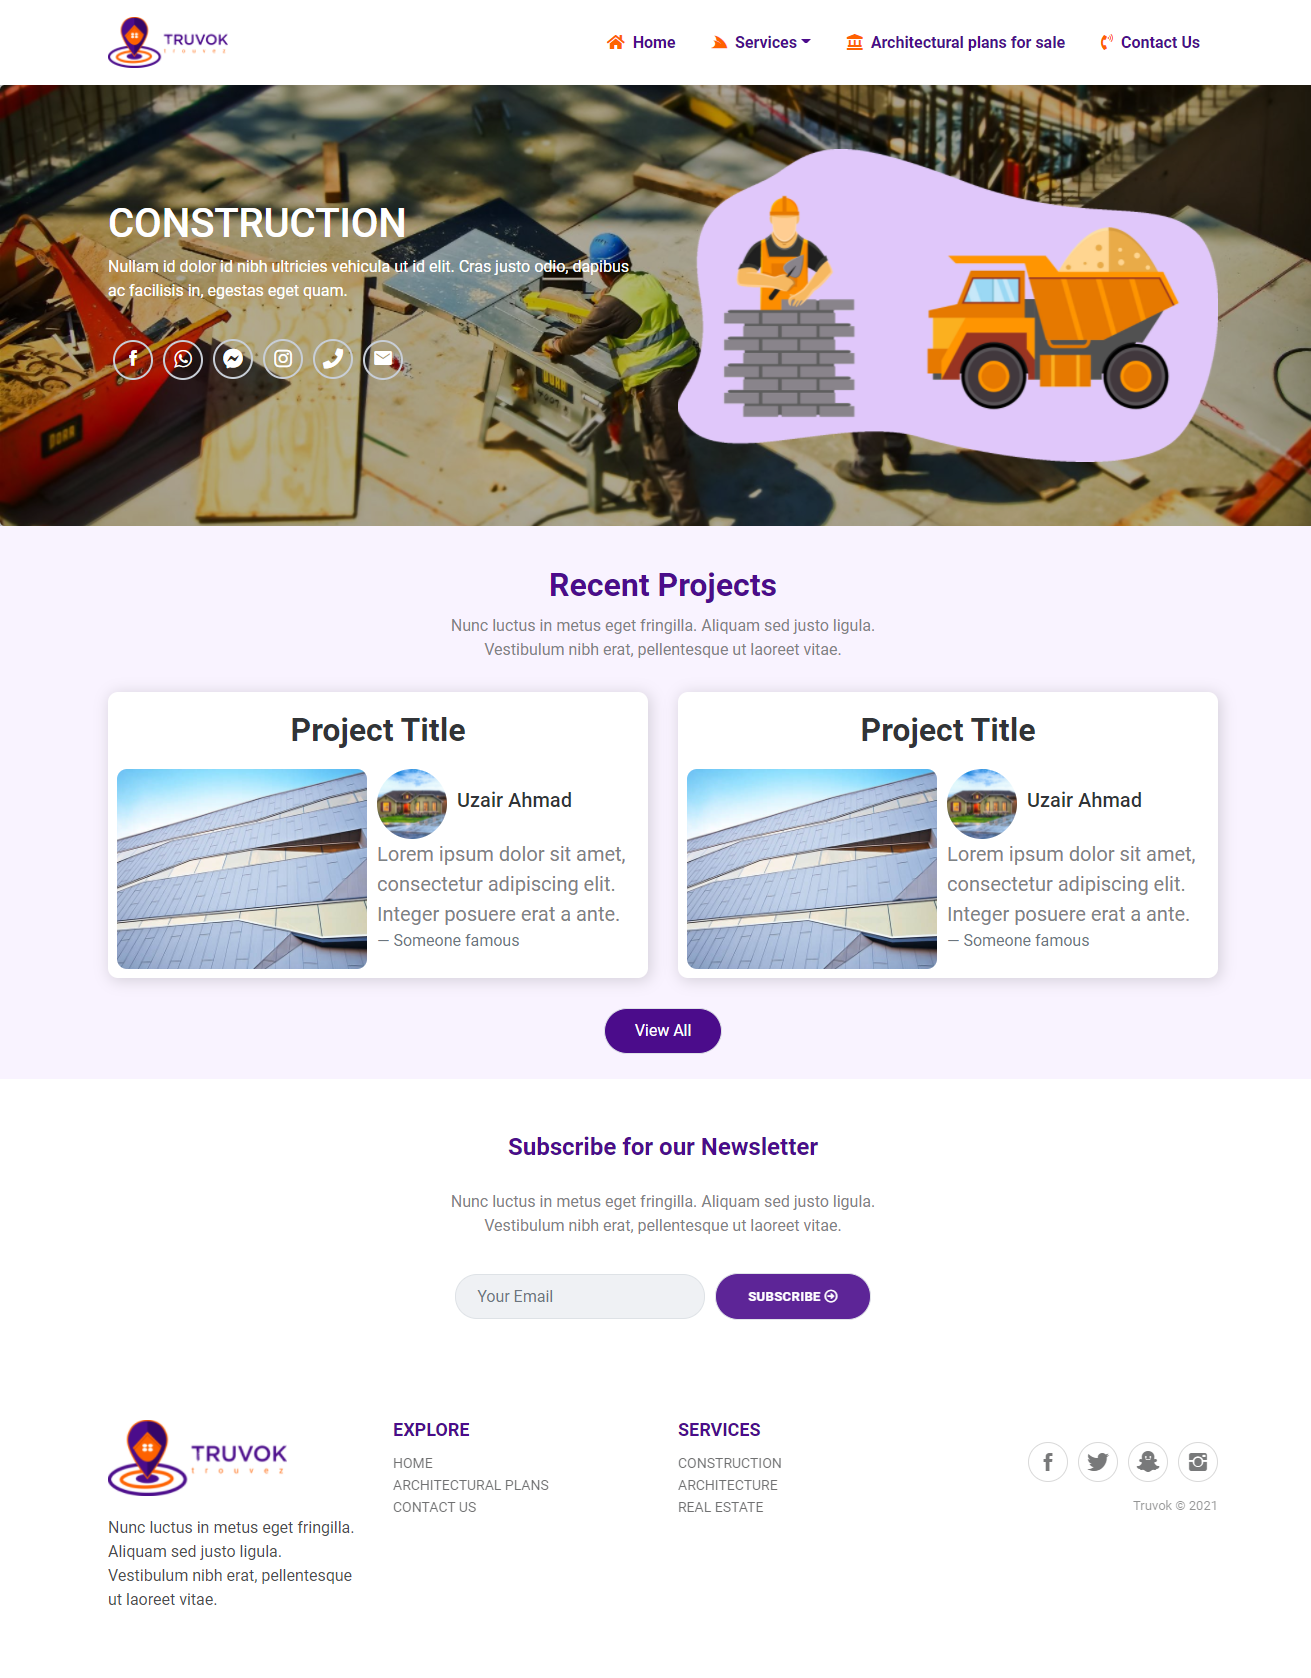 TRUVOK
trouvez
Home
Services
Architectural plans for sale
Contact Us
CONSTRUCTION
Nullam id dolor id nibh ultricies vehicula ut id elit. Cras justo odio, dapibus
ac facilisis in, egestas eget quam.
Recent Projects
Nunc luctus in metus eget fringilla. Aliquam sed justo ligula.
Vestibulum nibh erat, pellentesque ut laoreet vitae.
Project Title
Uzair Ahmad
Lorem ipsum dolor sit amet,
consectetur adipiscing elit.
Integer posuere erat a ante.
— Someone famous
Project Title
Uzair Ahmad
Lorem ipsum dolor sit amet,
consectetur adipiscing elit.
Integer posuere erat a ante.
— Someone famous
View All
Subscribe for our Newsletter
Nunc luctus in metus eget fringilla. Aliquam sed justo ligula.
Vestibulum nibh erat, pellentesque ut laoreet vitae.
Your Email
SUBSCRIBE
TRUVOK
trouvez
Nunc luctus in metus eget fringilla.
Aliquam sed justo ligula.
Vestibulum nibh erat, pellentesque
ut laoreet vitae.
EXPLORE
HOME
ARCHITECTURAL PLANS
CONTACT US
SERVICES
CONSTRUCTION
ARCHITECTURE
REAL ESTATE
Truvok © 2021